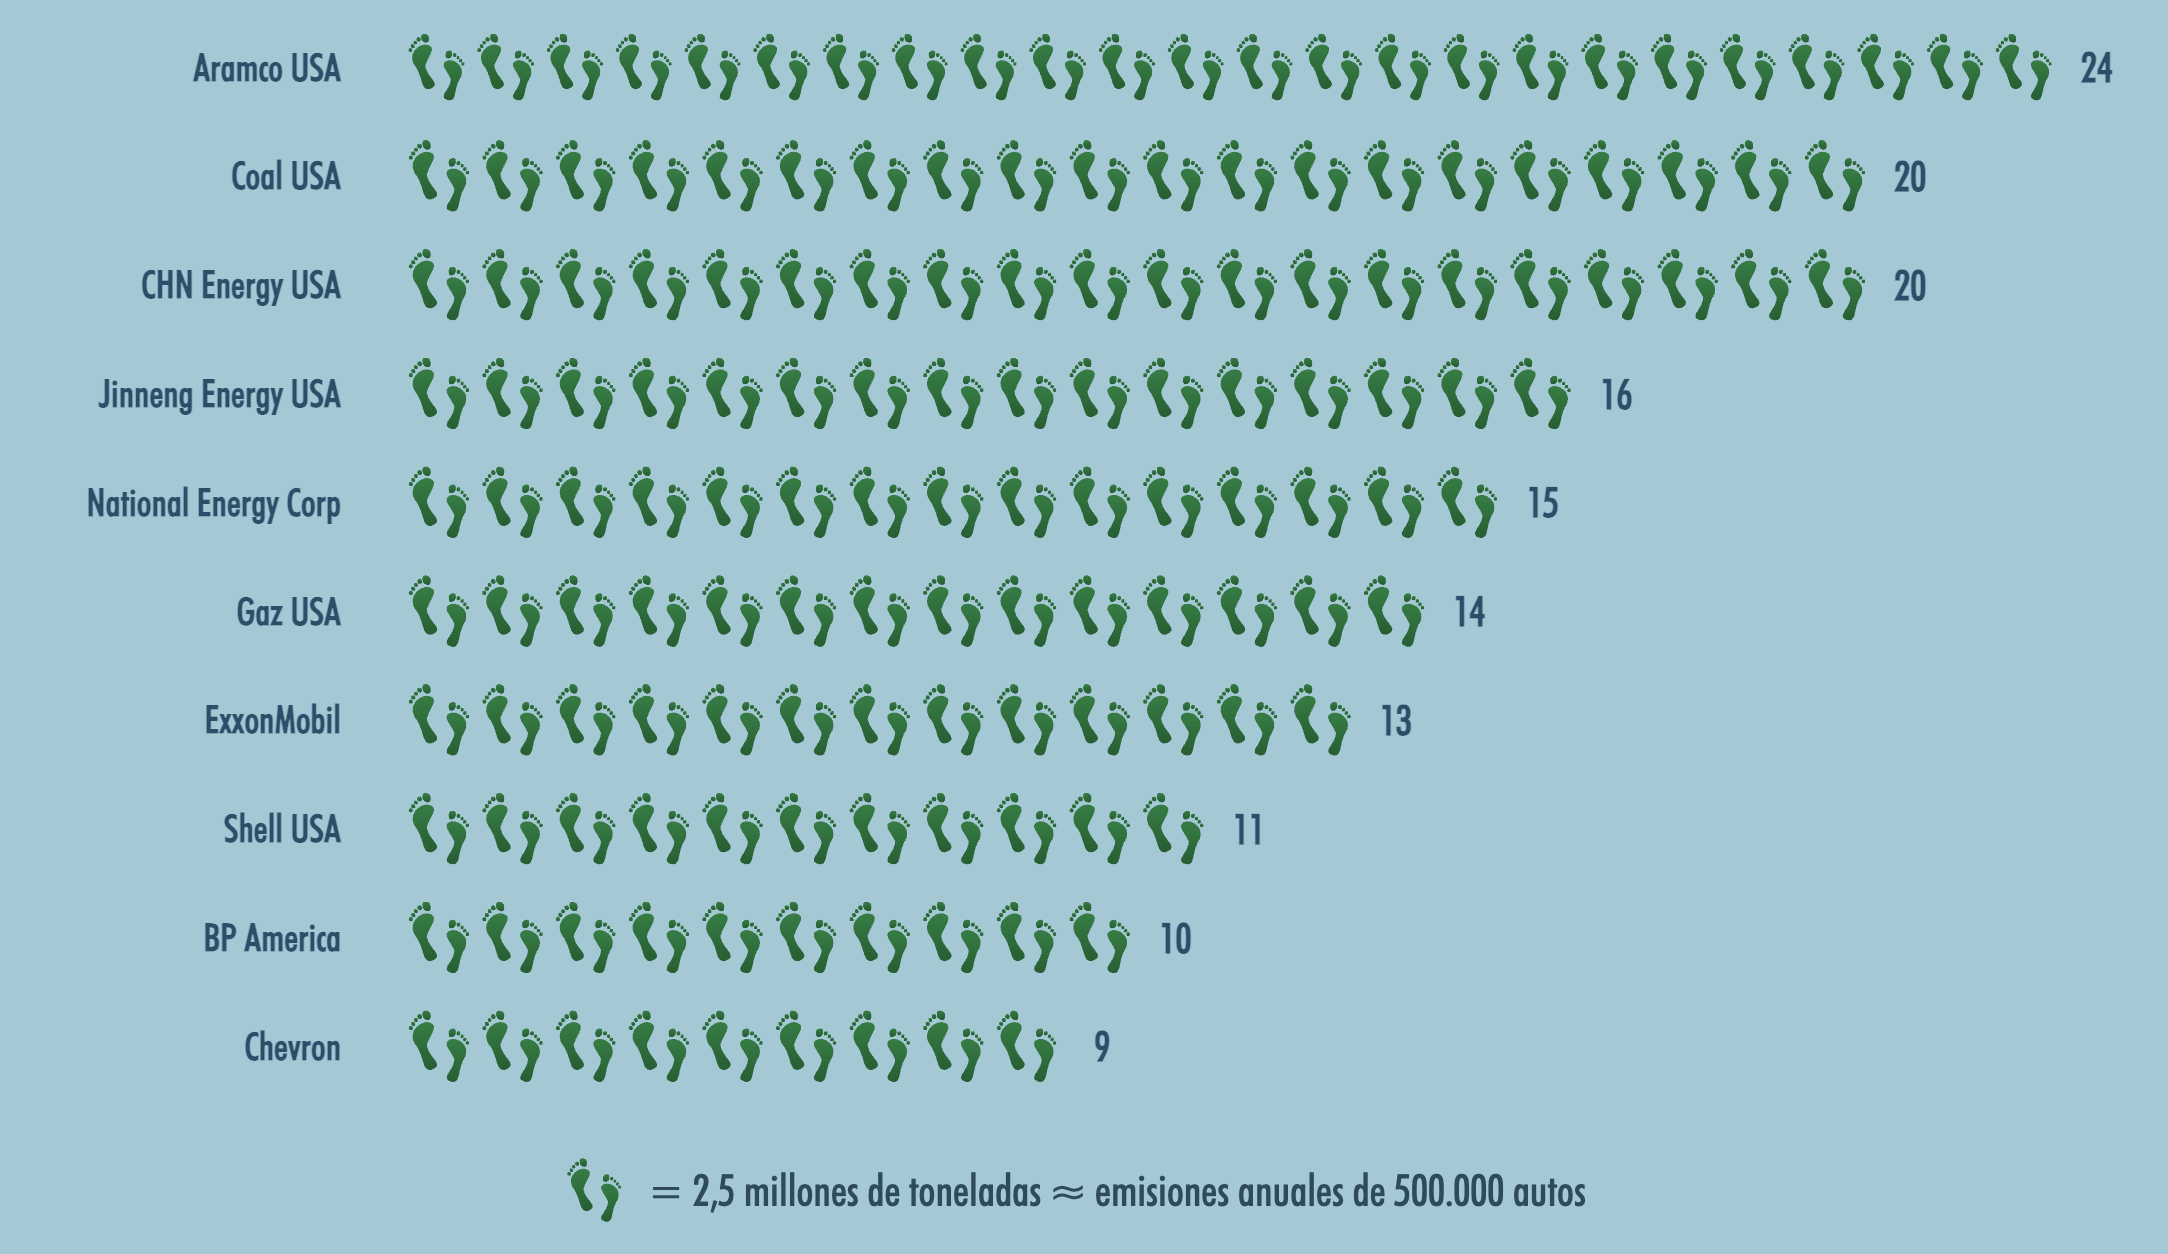 Aramco USA 24
Coal USA 20
CHN Energy USA 20
Jinneng Energy USA 16
National Energy Corp 15
Gaz USA 14
ExxonMobil 13
Shell USA 11
BP America 10
Chevron 9
= 2,5 millones de toneladas ≈ emisiones anuales de 500.000 autos